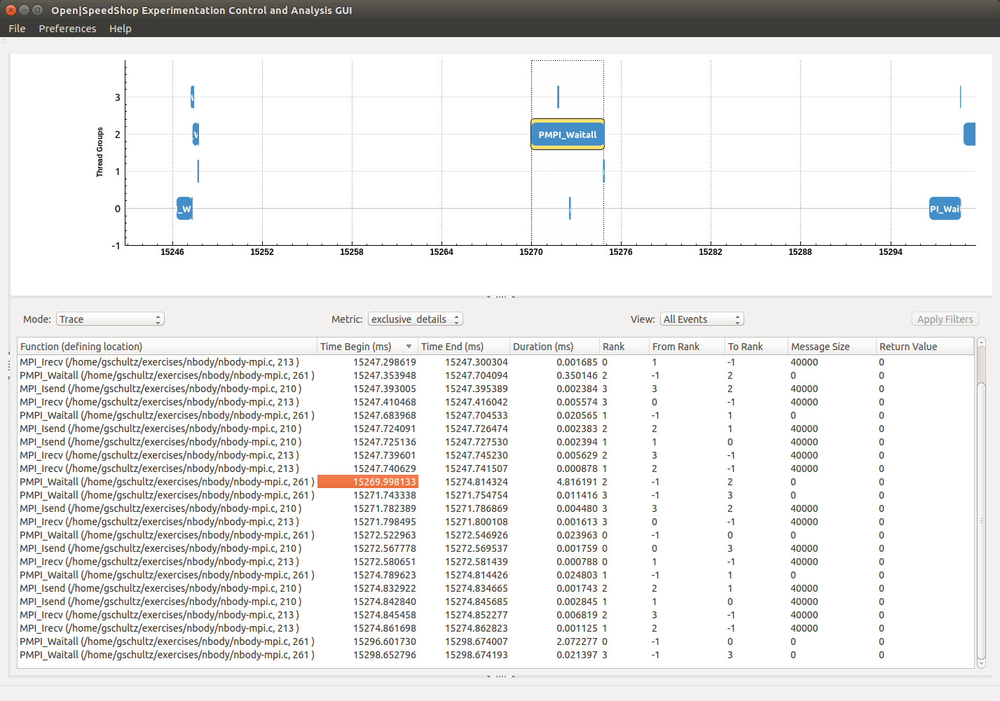 Open|SpeedShop Experimentation Control and Analysis GUI
File Preferences Help
3
2
1
0
-1
Thread Groups
_W
PMPI_Waitall
PI_Wait
15246 15252 15258 15264 15270 15276 15282 15288 15294
Mode: Trace Metric: exclusive_details View: All Events Apply Filters
Function (defining location) Time Begin (ms) Time End (ms) Duration (ms) Rank From Rank To Rank Message Size Return Value
MPI_Irecv (/home/gschultz/exercises/nbody/nbody-mpi.c, 213 ) 15247.298619 15247.300304 0.001685 0 1 -1 40000 0
PMPI_Waitall (/home/gschultz/exercises/nbody/nbody-mpi.c, 261 ) 15247.353948 15247.704094 0.350146 2 -1 2 0 0
MPI_Isend (/home/gschultz/exercises/nbody/nbody-mpi.c, 210 ) 15247.393005 15247.395389 0.002384 3 3 2 40000 0
MPI_Irecv (/home/gschultz/exercises/nbody/nbody-mpi.c, 213 ) 15247.410468 15247.416042 0.005574 3 0 -1 40000 0
PMPI_Waitall (/home/gschultz/exercises/nbody/nbody-mpi.c, 261 ) 15247.683968 15247.704533 0.020565 1 -1 1 0 0
MPI_Isend (/home/gschultz/exercises/nbody/nbody-mpi.c, 210 ) 15247.724091 15247.726474 0.002383 2 2 1 40000 0
MPI_Isend (/home/gschultz/exercises/nbody/nbody-mpi.c, 210 ) 15247.725136 15247.727530 0.002394 1 1 0 40000 0
MPI_Irecv (/home/gschultz/exercises/nbody/nbody-mpi.c, 213 ) 15247.739601 15247.745230 0.005629 2 3 -1 40000 0
MPI_Irecv (/home/gschultz/exercises/nbody/nbody-mpi.c, 213 ) 15247.740629 15247.741507 0.000878 1 2 -1 40000 0
PMPI_Waitall (/home/gschultz/exercises/nbody/nbody-mpi.c, 261 ) 15269.998133 15274.814324 4.816191 2 -1 2 0 0
PMPI_Waitall (/home/gschultz/exercises/nbody/nbody-mpi.c, 261 ) 15271.743338 15271.754754 0.011416 3 -1 3 0 0
MPI_Isend (/home/gschultz/exercises/nbody/nbody-mpi.c, 210 ) 15271.782389 15271.786869 0.004480 3 3 2 40000 0
MPI_Irecv (/home/gschultz/exercises/nbody/nbody-mpi.c, 213 ) 15271.798495 15271.800108 0.001613 3 0 -1 40000 0
PMPI_Waitall (/home/gschultz/exercises/nbody/nbody-mpi.c, 261 ) 15272.522963 15272.546926 0.023963 0 -1 0 0 0
MPI_Isend (/home/gschultz/exercises/nbody/nbody-mpi.c, 210 ) 15272.567778 15272.569537 0.001759 0 0 3 40000 0
MPI_Irecv (/home/gschultz/exercises/nbody/nbody-mpi.c, 213 ) 15272.580651 15272.581439 0.000788 0 1 -1 40000 0
PMPI_Waitall (/home/gschultz/exercises/nbody/nbody-mpi.c, 261 ) 15274.789623 15274.814426 0.024803 1 -1 1 0 0
MPI_Isend (/home/gschultz/exercises/nbody/nbody-mpi.c, 210 ) 15274.832922 15274.834665 0.001743 2 2 1 40000 0
MPI_Isend (/home/gschultz/exercises/nbody/nbody-mpi.c, 210 ) 15274.842840 15274.845685 0.002845 1 1 0 40000 0
MPI_Irecv (/home/gschultz/exercises/nbody/nbody-mpi.c, 213 ) 15274.845458 15274.852277 0.006819 2 3 -1 40000 0
MPI_Irecv (/home/gschultz/exercises/nbody/nbody-mpi.c, 213 ) 15274.861698 15274.862823 0.001125 1 2 -1 40000 0
PMPI_Waitall (/home/gschultz/exercises/nbody/nbody-mpi.c, 261 ) 15296.601730 15298.674007 2.072277 0 -1 0 0 0
PMPI_Waitall (/home/gschultz/exercises/nbody/nbody-mpi.c, 261 ) 15298.652796 15298.674193 0.021397 3 -1 3 0 0